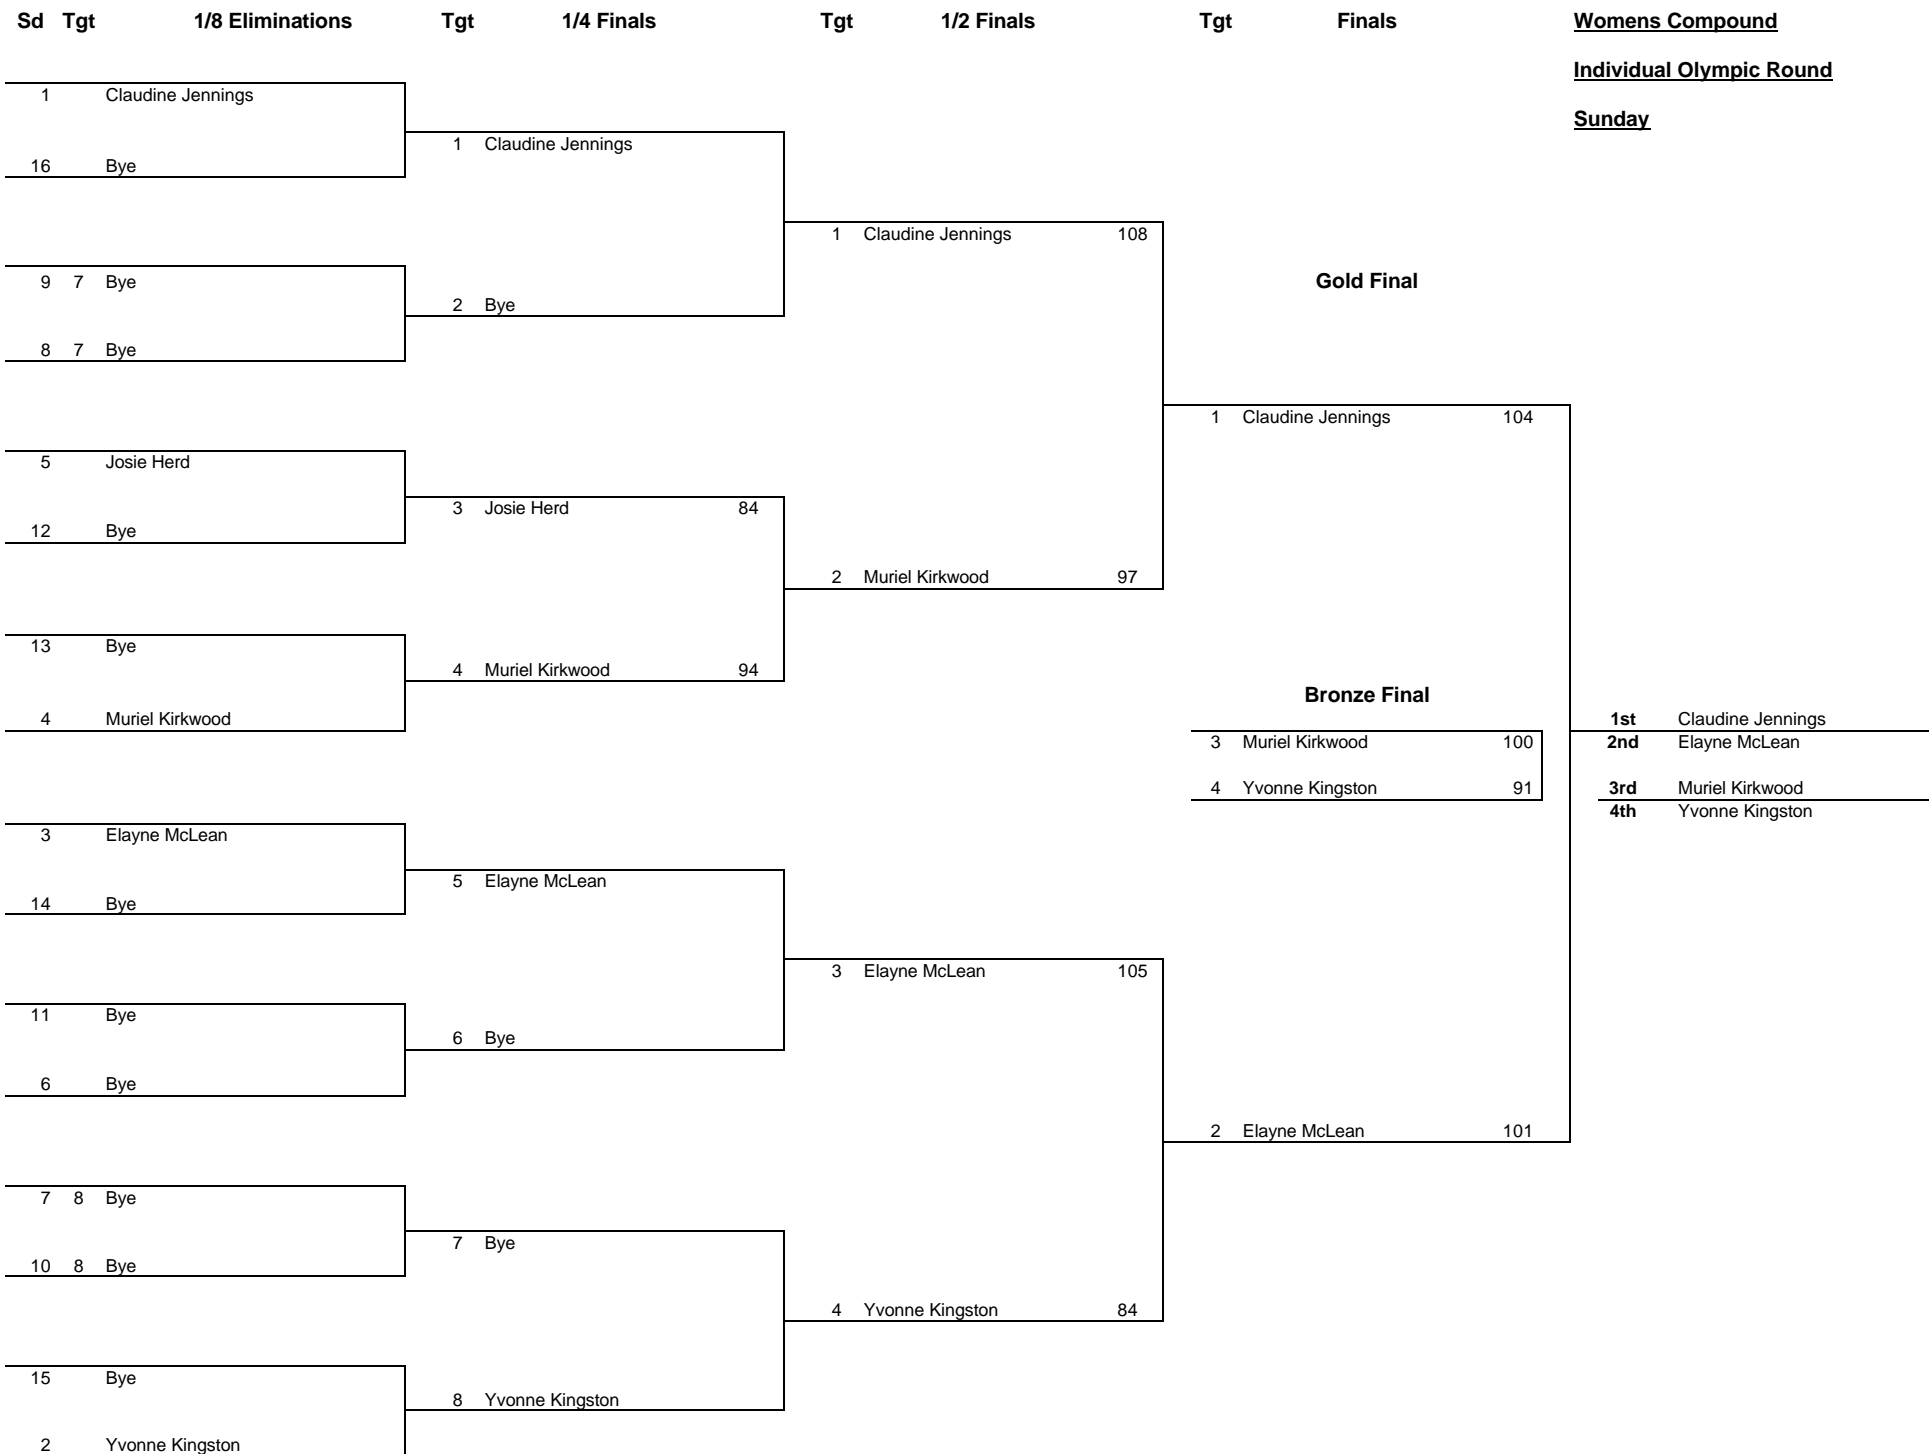 Sd Tgt 1/8 Eliminations Tgt 1/4 Finals Tgt 1/2 Finals Tgt Finals Womens Compound
Individual Olympic Round
1 Claudine Jennings
Sunday
1 Claudine Jennings
16 Bye
1 Claudine Jennings 108
9 7 Bye Gold Final
2 Bye
8 7 Bye
1 Claudine Jennings 104
5 Josie Herd
3 Josie Herd 84
12 Bye
2 Muriel Kirkwood 97
13 Bye
4 Muriel Kirkwood 94
Bronze Final
4 Muriel Kirkwood 1st Claudine Jennings
3 Muriel Kirkwood 100 2nd Elayne McLean
4 Yvonne Kingston 91 3rd Muriel Kirkwood
4th Yvonne Kingston
3 Elayne McLean
5 Elayne McLean
14 Bye
3 Elayne McLean 105
11 Bye
6 Bye
6 Bye
2 Elayne McLean 101
7 8 Bye
7 Bye
10 8 Bye
4 Yvonne Kingston 84
15 Bye
8 Yvonne Kingston
2 Yvonne Kingston